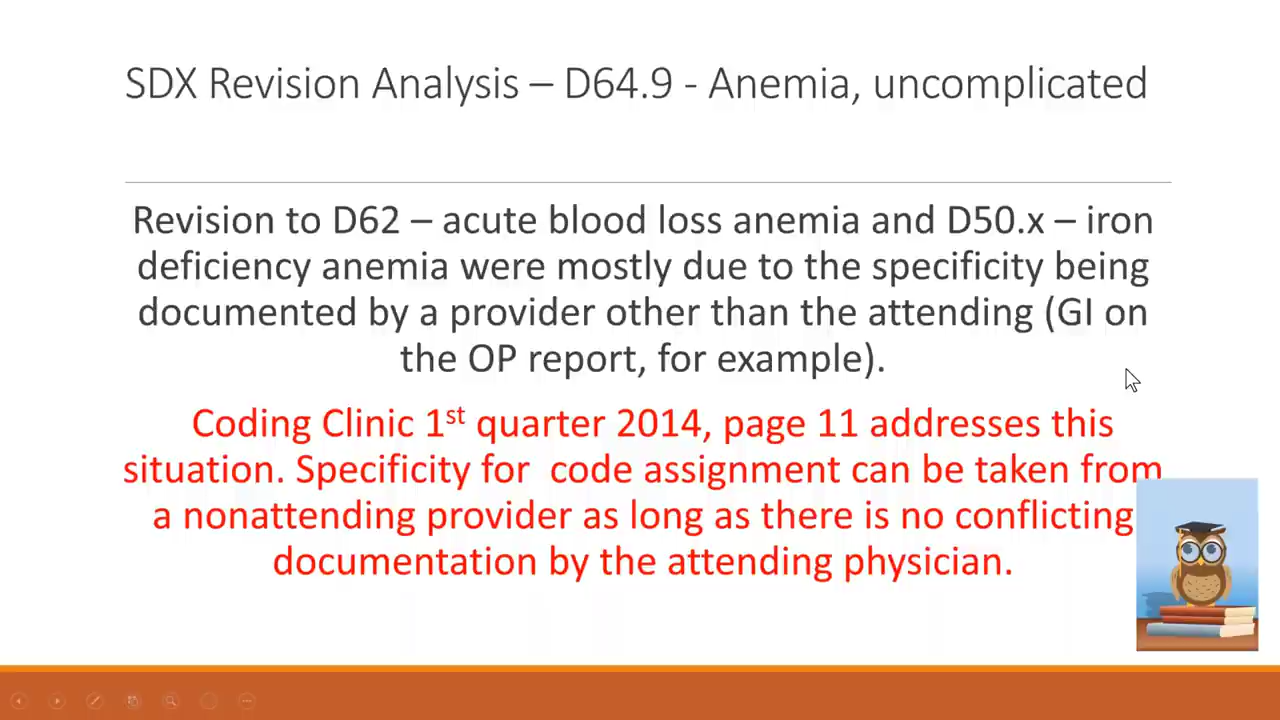 SDX Revision Analysis – D64.9 - Anemia, uncomplicated
Revision to D62 – acute blood loss anemia and D50.x – iron
deficiency anemia were mostly due to the specificity being
documented by a provider other than the attending (GI on
the OP report, for example).
Coding Clinic 1st quarter 2014, page 11 addresses this
situation. Specificity for  code assignment can be taken from
a nonattending provider as long as there is no conflicting
documentation by the attending physician.